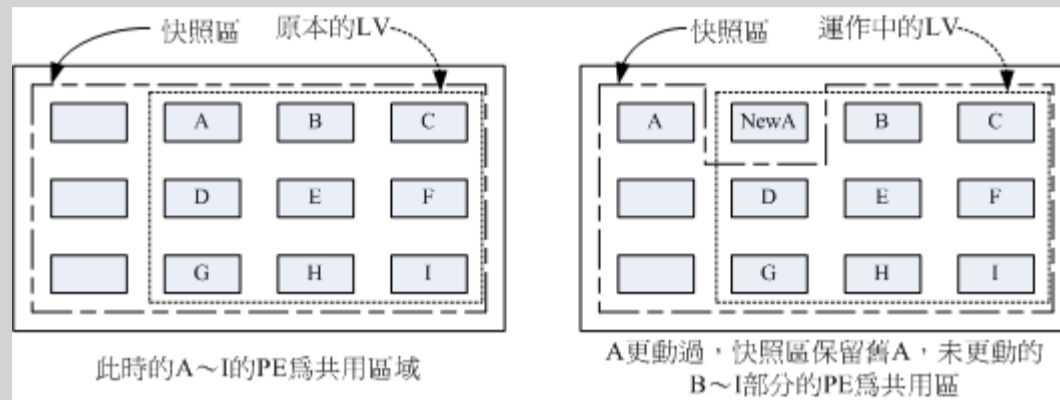 快照區 原本的LV
A B C
D E F
G H I
此時的A～I的PE爲共用區域
快照區 運作中的LV
A NewA B C
D E F
G H I
A更動過，快照區保留舊A，未更動的
B～I部分的PE爲共用區